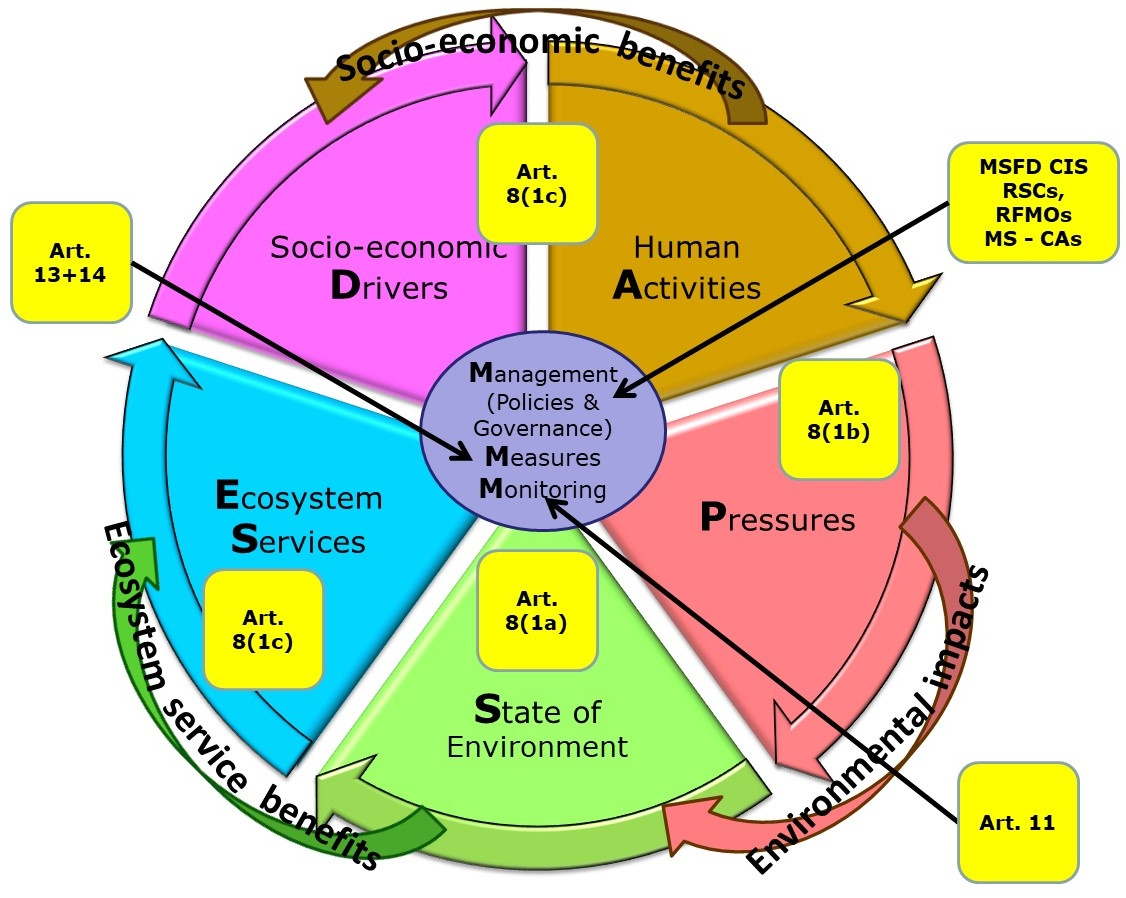 Socio-economic benefits
Art.
8(1c)
MSFD CIS
RSCs,
RFMOs
MS - CAs
Art.
13+14
Socio-economic
Drivers
Human
Activities
Management
(Policies &
Governance)
Measures
Monitoring
Art.
8(1b)
Ecosystem
Services
Pressures
Art.
8(1c)
Art.
8(1a)
State of
Environment
Ecosystem service benefits
Environmental impacts
Art. 11